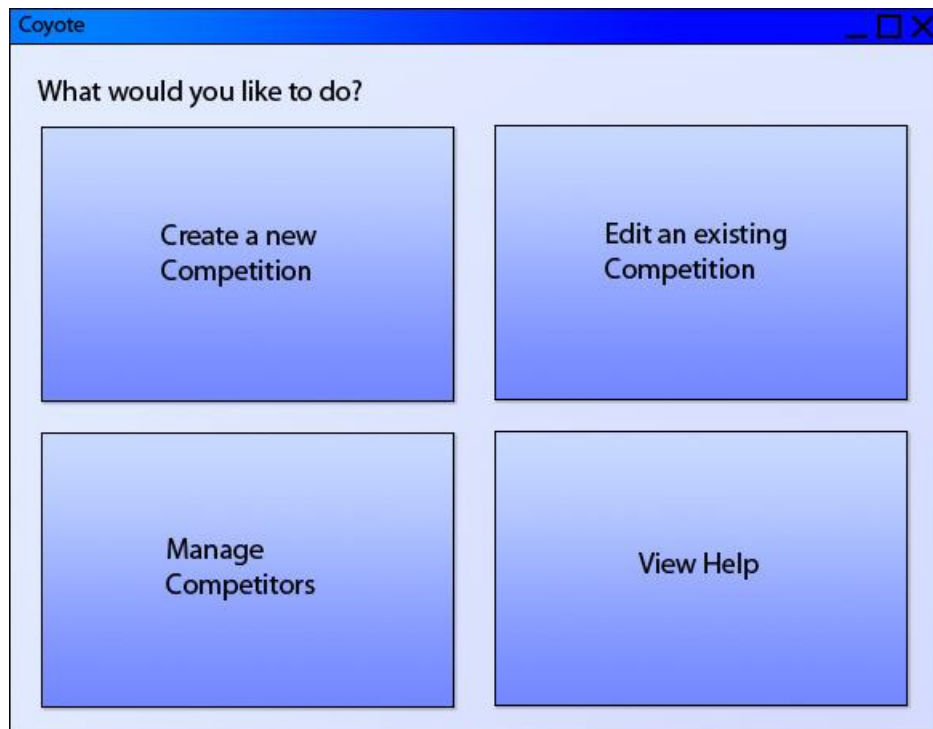 Coyote
What would you like to do?
Create a new
Competition
Edit an existing
Competition
Manage
Competitors
View Help